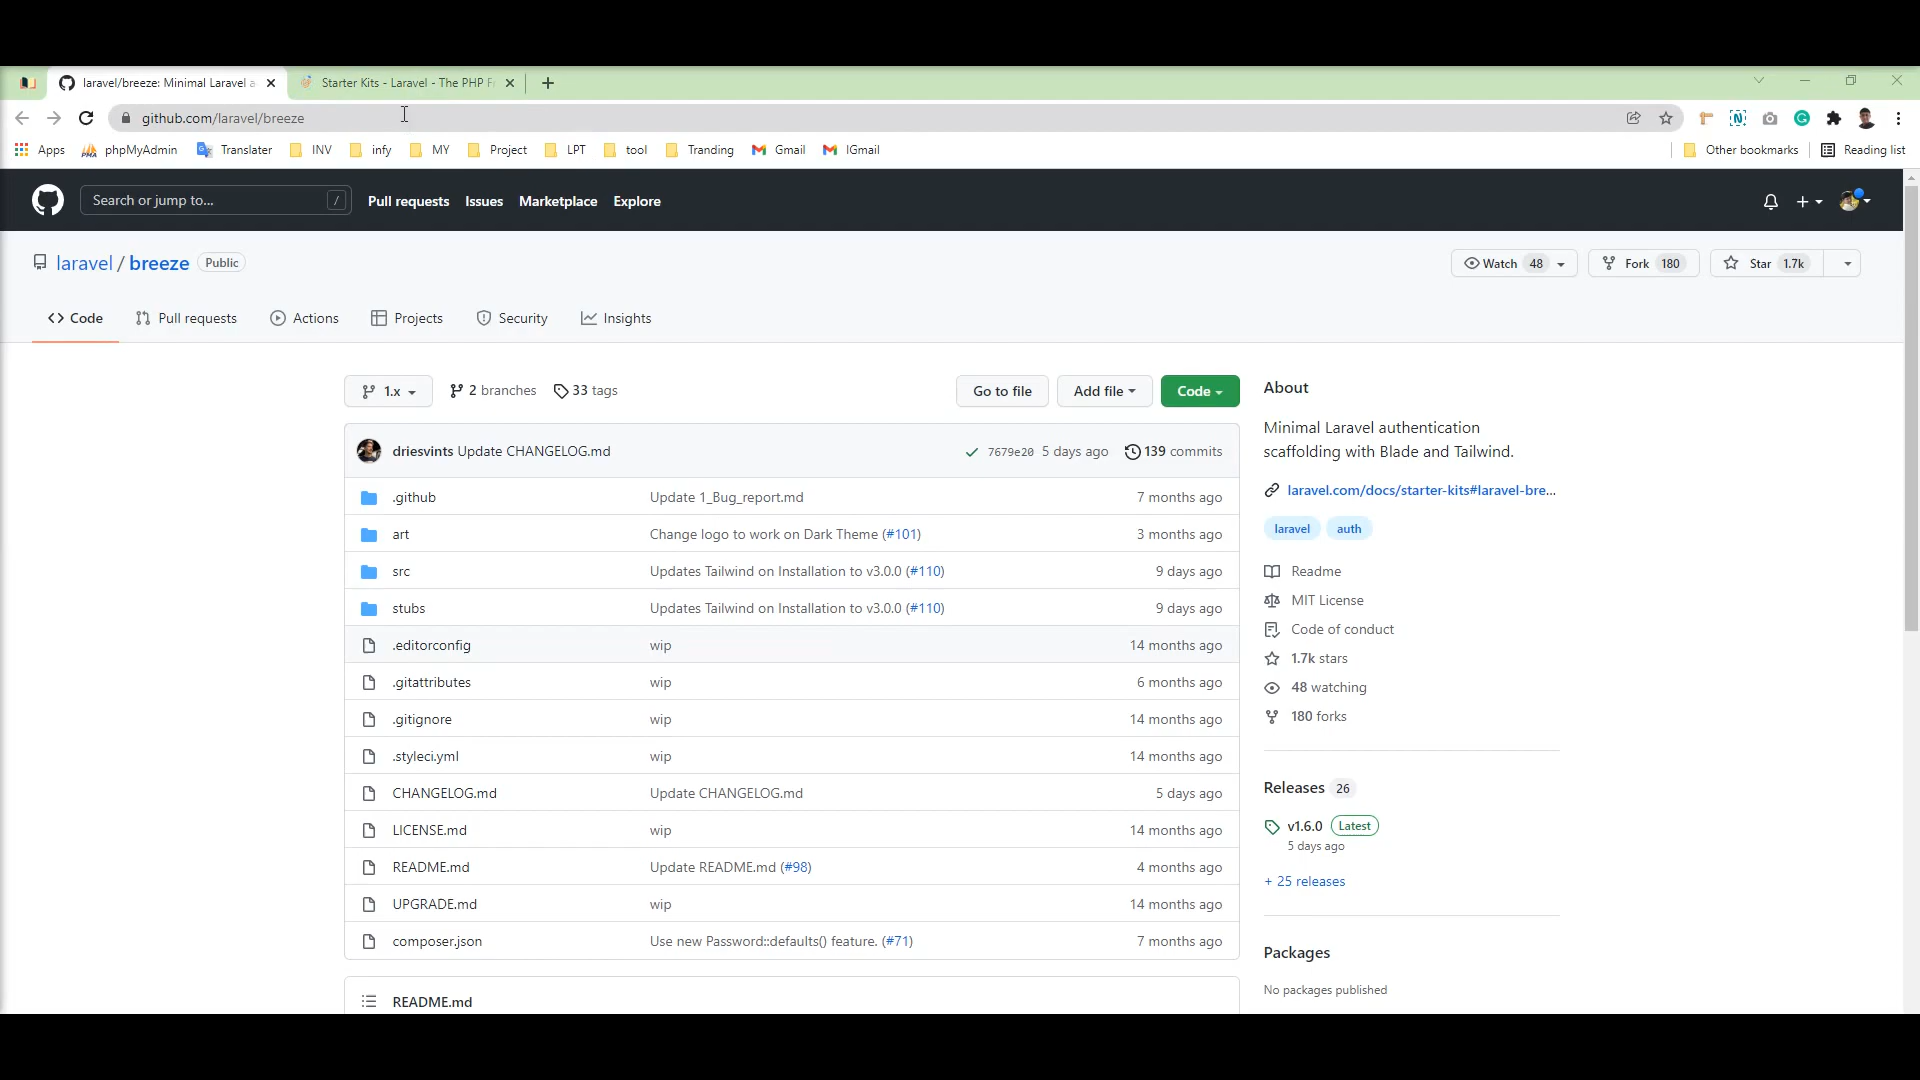 laravel/breeze: Minimal Laravel a
Starter Kits - Laravel - The PHP F
github.com/laravel/breeze
Apps
phpMyAdmin
Translater
INV
infy
MY
Project
LPT
tool
Tranding
Gmail
IGmail
Other bookmarks
Reading list
Search or jump to...
/
Pull requests
Issues
Marketplace
Explore
laravel / breeze
Public
Watch 48
Fork 180
Star 1.7k
Code
Pull requests
Actions
Projects
Security
Insights
1.x
2 branches
33 tags
Go to file
Add file
Code
driesvints Update CHANGELOG.md
7679e20 5 days ago
139 commits
.github Update 1_Bug_report.md 7 months ago
art Change logo to work on Dark Theme (#101) 3 months ago
src Updates Tailwind on Installation to v3.0.0 (#110) 9 days ago
stubs Updates Tailwind on Installation to v3.0.0 (#110) 9 days ago
.editorconfig wip 14 months ago
.gitattributes wip 6 months ago
.gitignore wip 14 months ago
.styleci.yml wip 14 months ago
CHANGELOG.md Update CHANGELOG.md 5 days ago
LICENSE.md wip 14 months ago
README.md Update README.md (#98) 4 months ago
UPGRADE.md wip 14 months ago
composer.json Use new Password::defaults() feature. (#71) 7 months ago
README.md
About
Minimal Laravel authentication
scaffolding with Blade and Tailwind.
laravel.com/docs/starter-kits#laravel-bre...
laravel
auth
Readme
MIT License
Code of conduct
1.7k stars
48 watching
180 forks
Releases 26
v1.6.0 Latest
5 days ago
+ 25 releases
Packages
No packages published